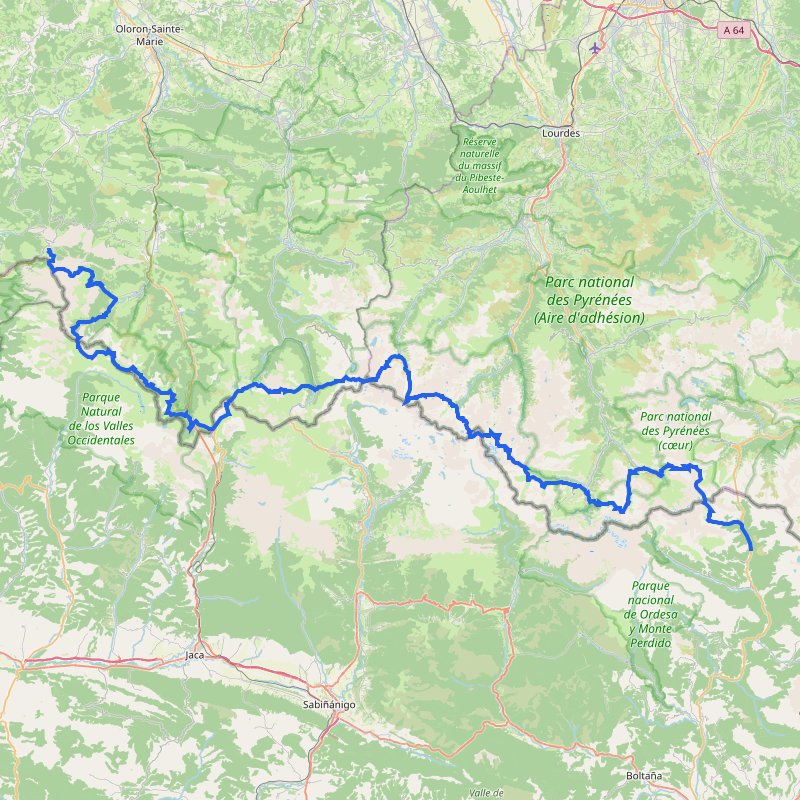 Oloron-Sainte-
Marie
A 64
Lourdes
Réserve
naturelle
du massif
du Pibeste-
Aoulhet
Parc national
des Pyrénées
(Aire d'adhésion)
Parque
Natural
de los Valles
Occidentales
Parc national
des Pyrénées
(cœur)
Parque
nacional
de Ordesa
y Monte
Perdido
Jaca
Sabiñánigo
Boltaña
Valle de